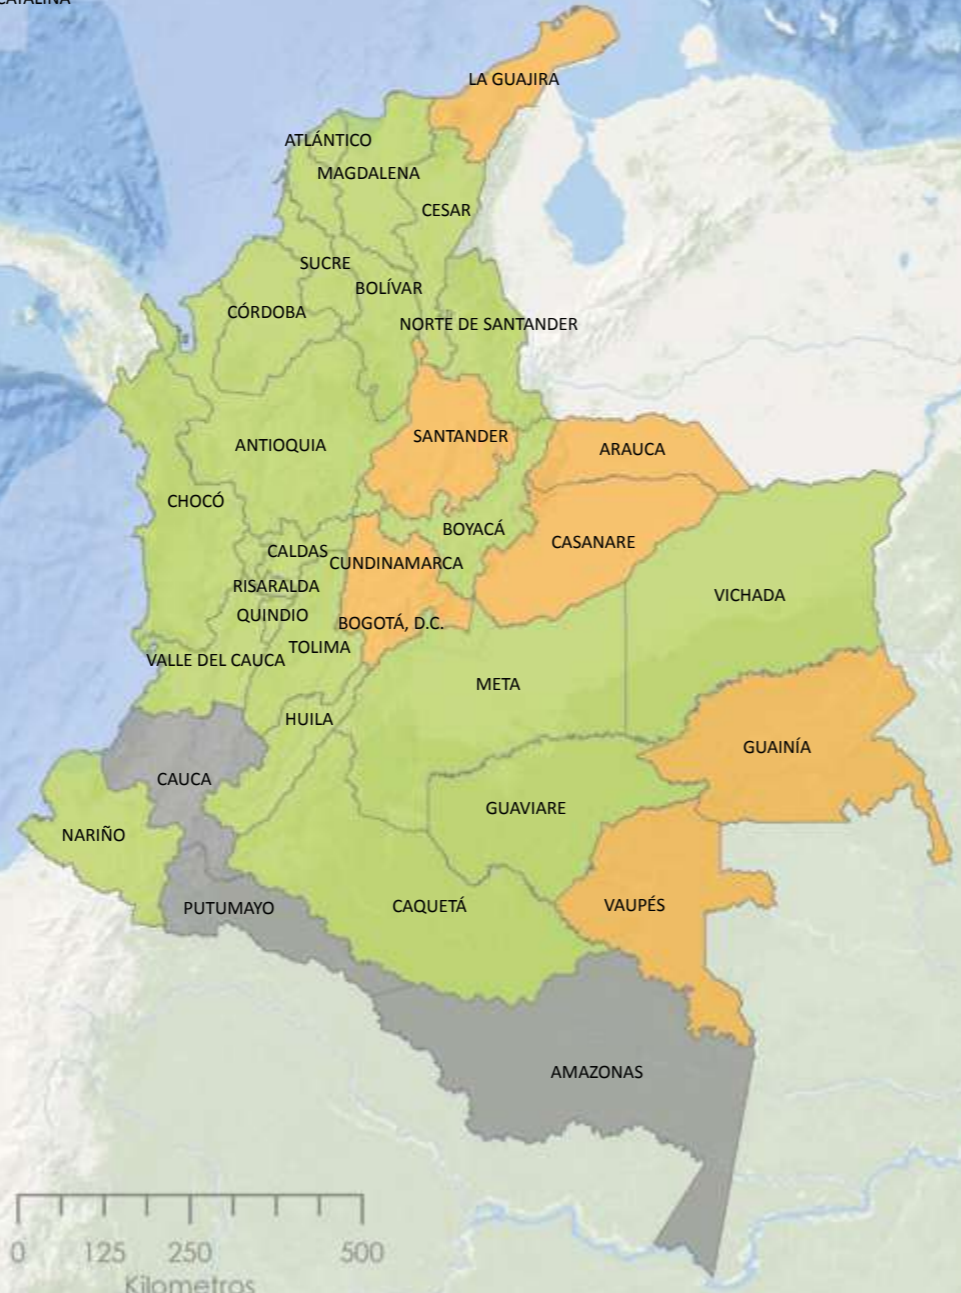 CATALINA
LA GUAJIRA
ATLÁNTICO
MAGDALENA
CESAR
SUCRE
BOLÍVAR
CÓRDOBA
NORTE DE SANTANDER
SANTANDER
ANTIOQUIA
ARAUCA
CHOCÓ
BOYACÁ
CASANARE
CALDAS
CUNDINAMARCA
RISARALDA
VICHADA
QUINDIO
BOGOTÁ, D.C.
TOLIMA
VALLE DEL CAUCA
META
HUILA
GUAINÍA
CAUCA
GUAVIARE
NARIÑO
CAQUETÁ
VAUPÉS
PUTUMAYO
AMAZONAS
0 125 250 500
Kilometros